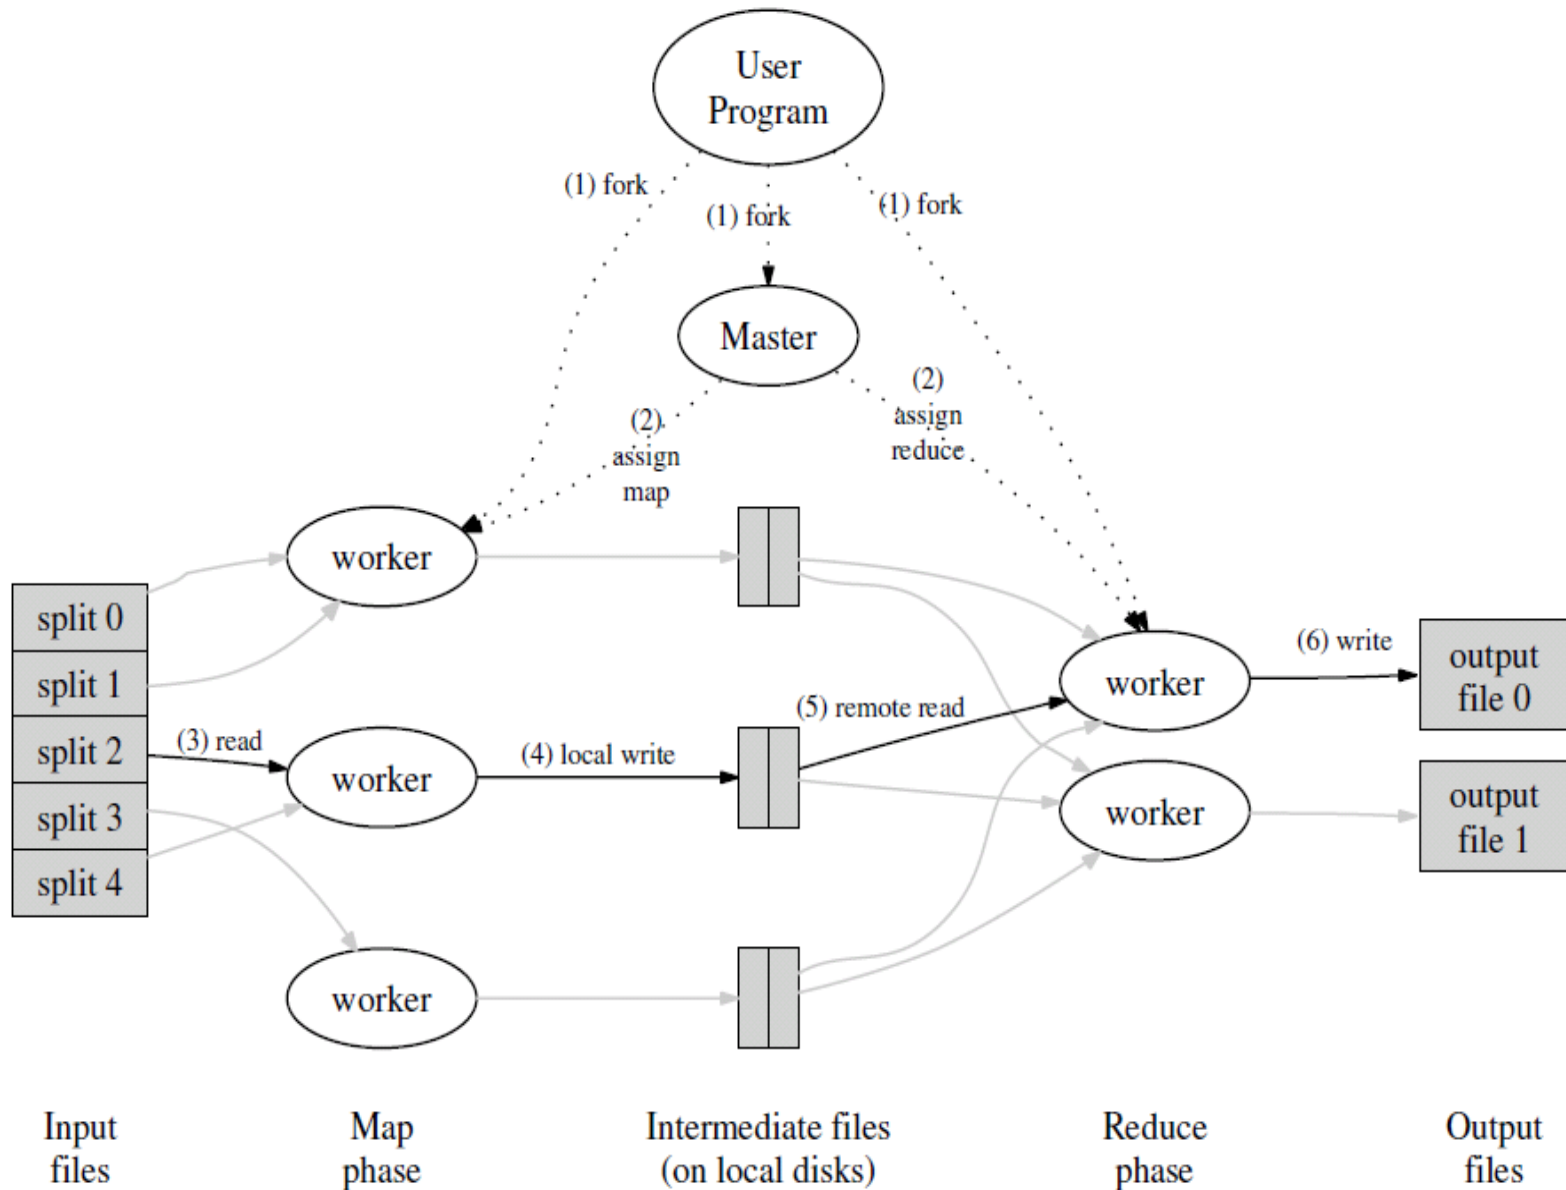 User
Program
(1) fork
(1) fork
(1) fork
Master
(2)
assign
map
(2)
assign
reduce
split 0
split 1
split 2
split 3
split 4
(3) read
worker
worker
worker
(4) local write
(5) remote read
worker
worker
(6) write
output
file 0
output
file 1
Input
files
Map
phase
Intermediate files
(on local disks)
Reduce
phase
Output
files